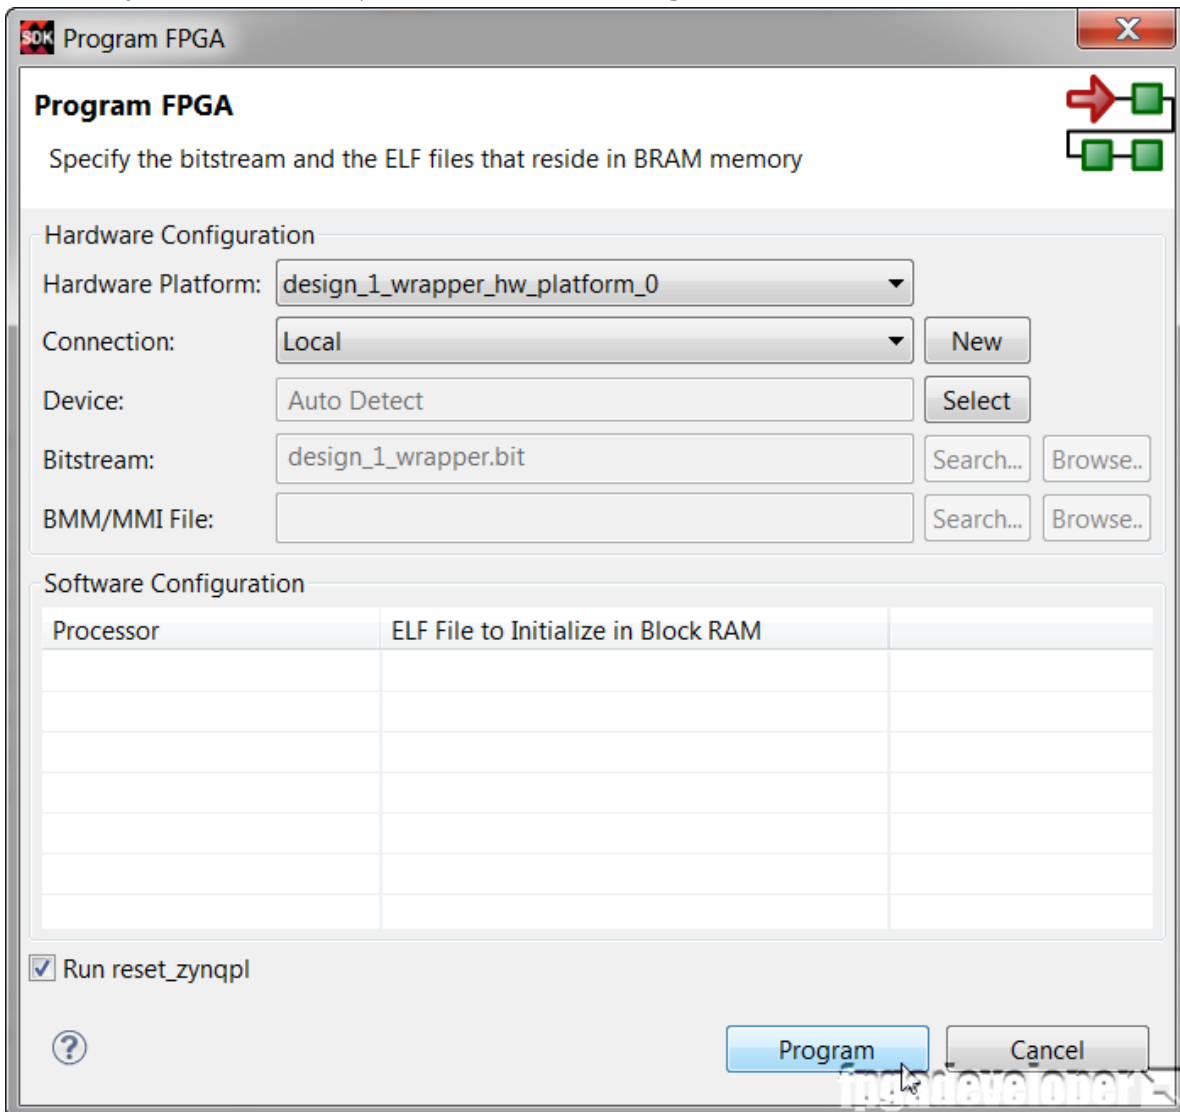 SDK Program FPGA X
Program FPGA
Specify the bitstream and the ELF files that reside in BRAM memory
Hardware Configuration
Hardware Platform: design_1_wrapper_hw_platform_0
Connection: Local New
Device: Auto Detect Select
Bitstream: design_1_wrapper.bit Search... Browse..
BMM/MMI File: Search... Browse..
Software Configuration
Processor ELF File to Initialize in Block RAM
Run reset_zynqpl
? Program Cancel
fpgadeveloper